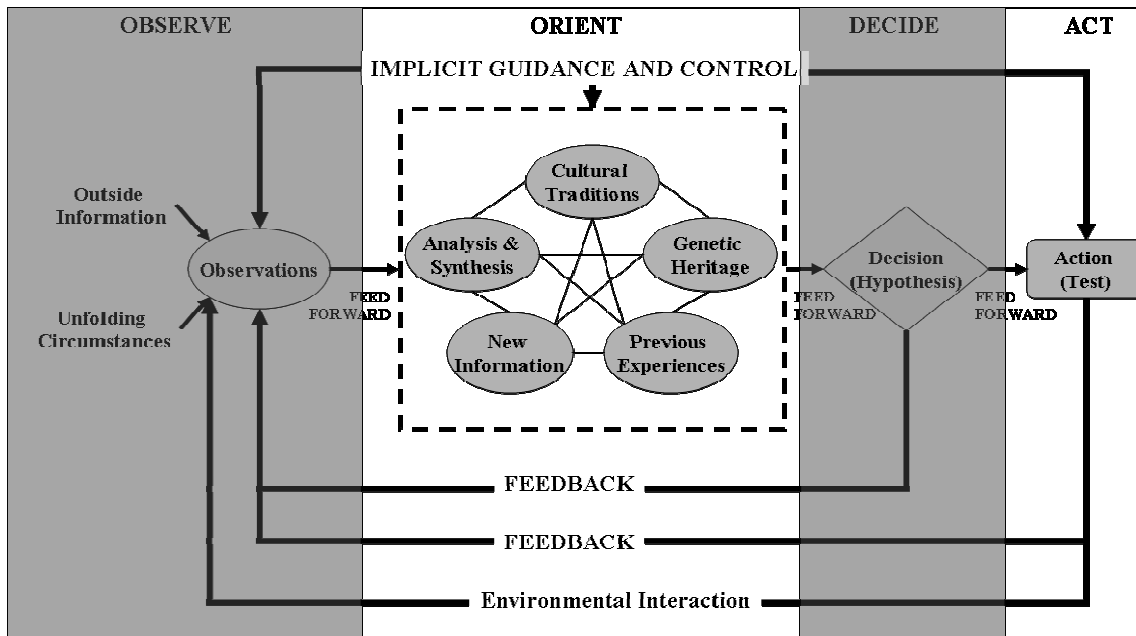 OBSERVE
ORIENT
DECIDE
ACT
IMPLICIT GUIDANCE AND CONTROL
Outside
Information
Unfolding
Circumstances
Observations
FEED
FORWARD
Cultural
Traditions
Analysis &
Synthesis
Genetic
Heritage
New
Information
Previous
Experiences
FEED
FORWARD
Decision
(Hypothesis)
FEED
FORWARD
Action
(Test)
FEEDBACK
FEEDBACK
Environmental Interaction